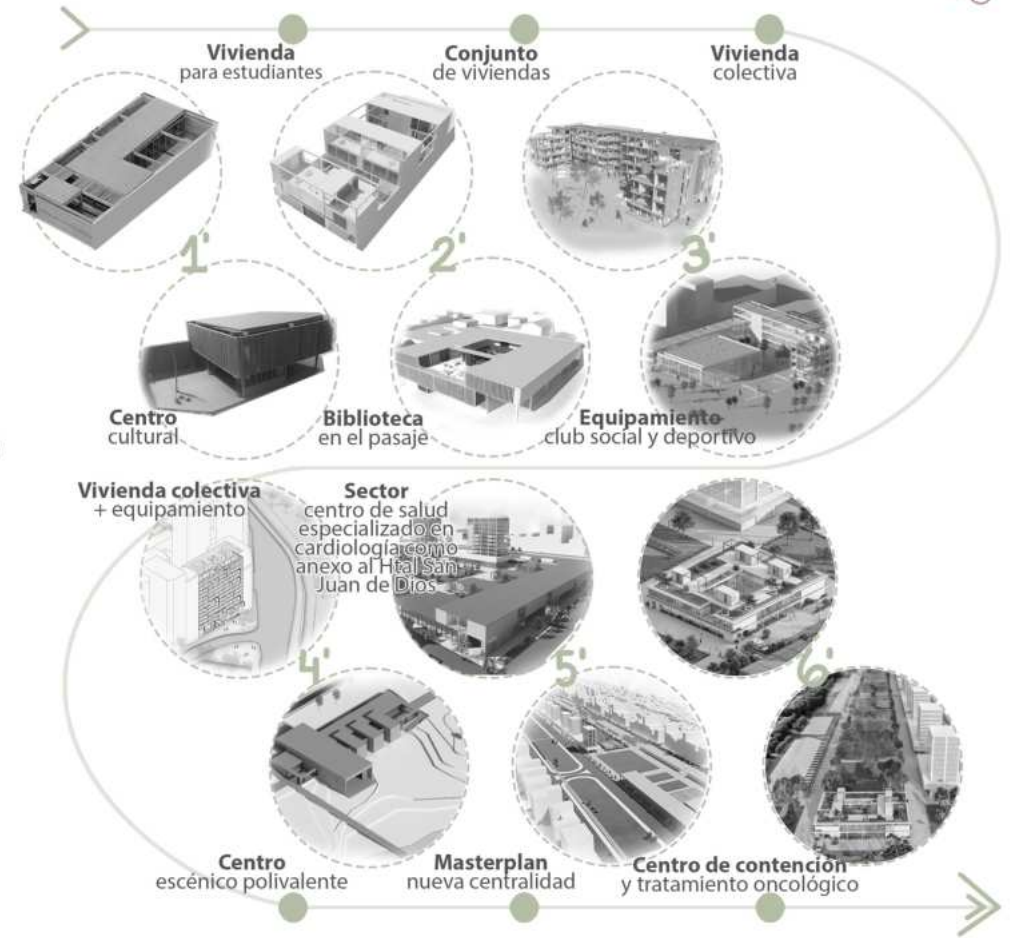 Vivienda
para estudiantes
Conjunto
de viviendas
Vivienda
colectiva
1'
2'
3'
Centro
cultural
Biblioteca
en el pasaje
Equipamiento
club social y deportivo
Vivienda colectiva
+ equipamiento
Sector
centro de salud
especializado en
cardiología como
anexo al Htal San
Juan de Dios
4'
5'
6'
Centro
escénico polivalente
Masterplan
nueva centralidad
Centro de contención
y tratamiento oncológico